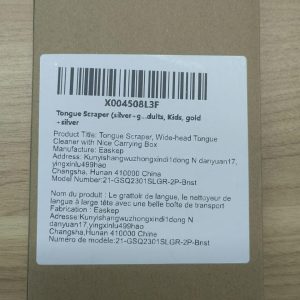 X004508L3F
Tongue Scraper (silver-g...dults, Kids, gold
-silver
Product Title: Tongue Scraper, Wide-head Tongue
Cleaner with Nice Carrying Box
Manufacture: Easkep
Address: Kunyishangwuzhongxindi1dong N danyuan17,
yingxinlu499hao
Changsha, Hunan 410000 China
Model Number:21-GSQ2301SLGR-2P-Bnst
Nom du produit : Le grattoir de langue, le nettoyeur de
langue à large tête avec une belle boîte de transport
Fabrication : Easkep
Adresse:Kunyishangwuzhongxindi1dong N
danyuan17,yingxinlu499hao
Changsha,Hunan 410000 China
Numéro de modèle:21-GSQ2301SLGR-2P-Bnst